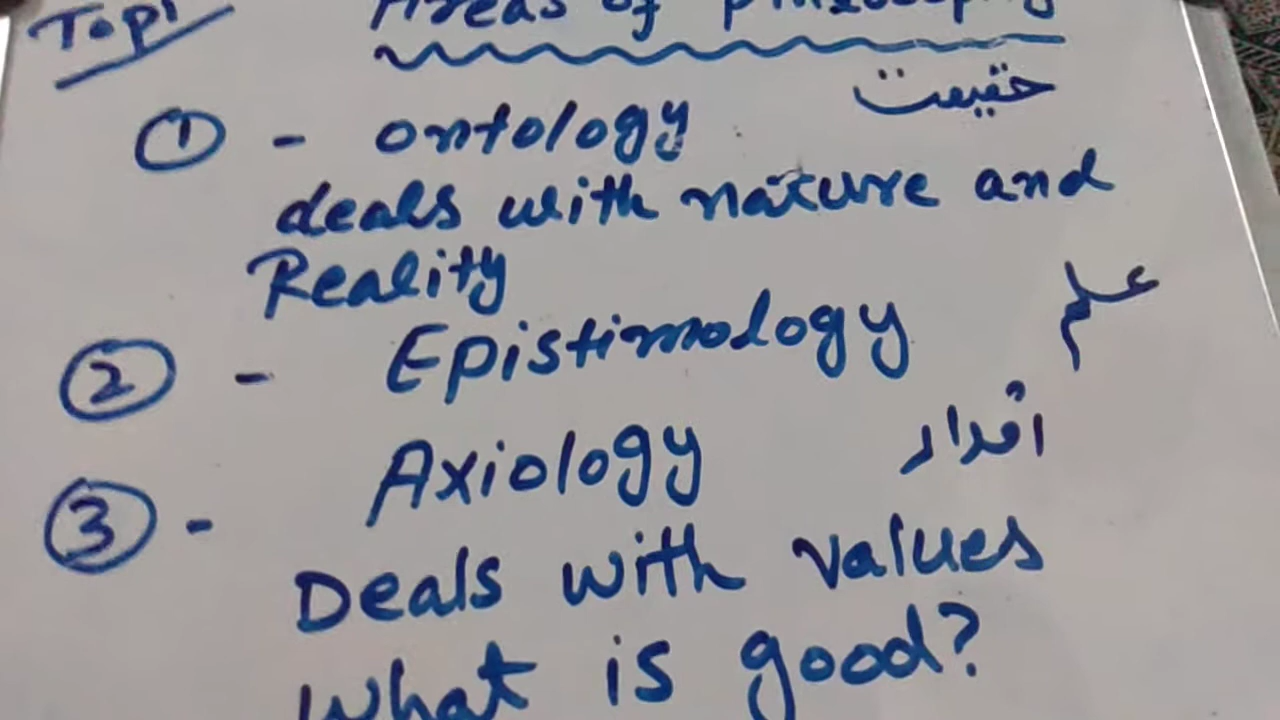 Topi
Areas of philosophy
① - ontology حقیقت
deals with nature and
Reality
② - Epistimology علم
③ - Axiology اقدار
Deals with values
What is good?